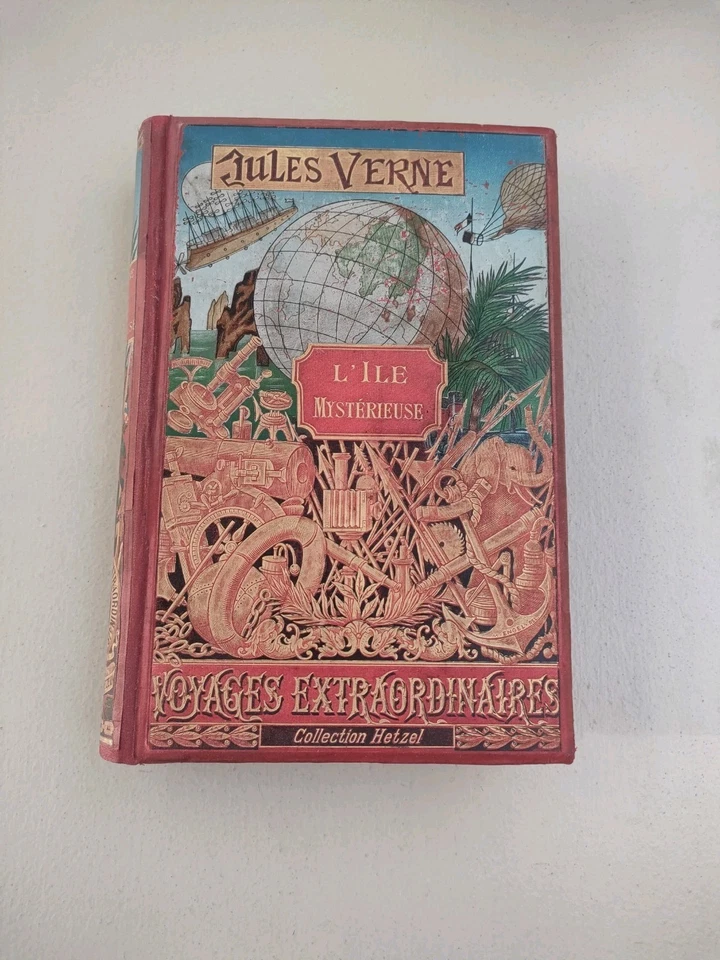 JULES VERNE
L'ILE
MYSTÉRIEUSE
VOYAGES EXTRAORDINAIRES
Collection Hetzel